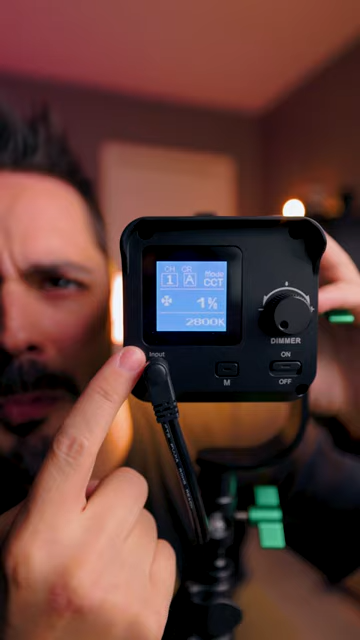 CH GR Mode
1 A CCT
1%
2800K
DIMMER
Input
ON
M
OFF